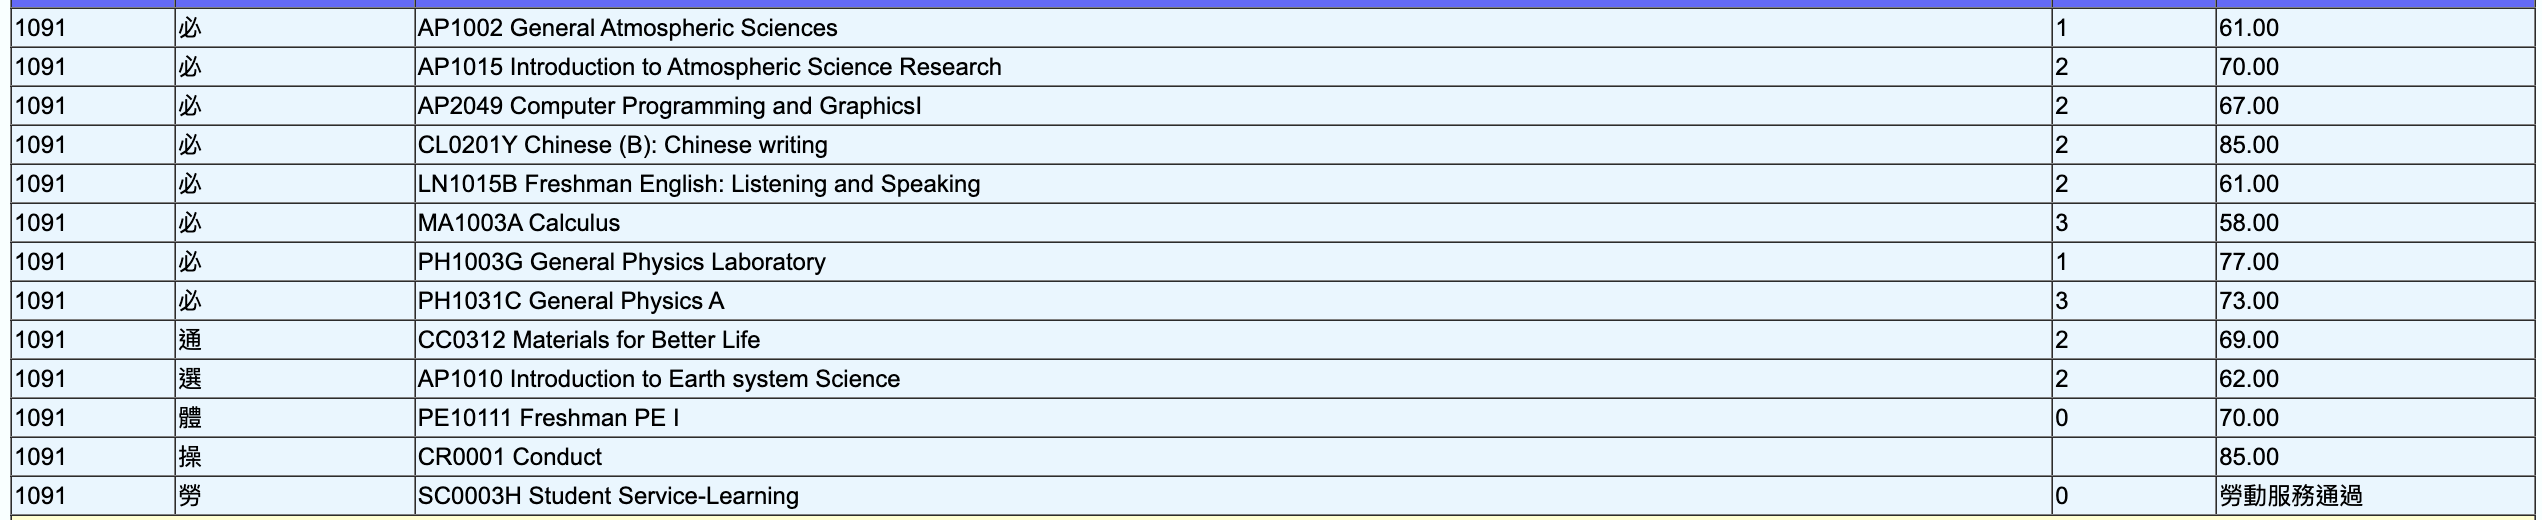 1091 必 AP1002 General Atmospheric Sciences 1 61.00
1091 必 AP1015 Introduction to Atmospheric Science Research 2 70.00
1091 必 AP2049 Computer Programming and GraphicsI 2 67.00
1091 必 CL0201Y Chinese (B): Chinese writing 2 85.00
1091 必 LN1015B Freshman English: Listening and Speaking 2 61.00
1091 必 MA1003A Calculus 3 58.00
1091 必 PH1003G General Physics Laboratory 1 77.00
1091 必 PH1031C General Physics A 3 73.00
1091 通 CC0312 Materials for Better Life 2 69.00
1091 選 AP1010 Introduction to Earth system Science 2 62.00
1091 體 PE10111 Freshman PE I 0 70.00
1091 操 CR0001 Conduct 85.00
1091 勞 SC0003H Student Service-Learning 0 勞動服務通過